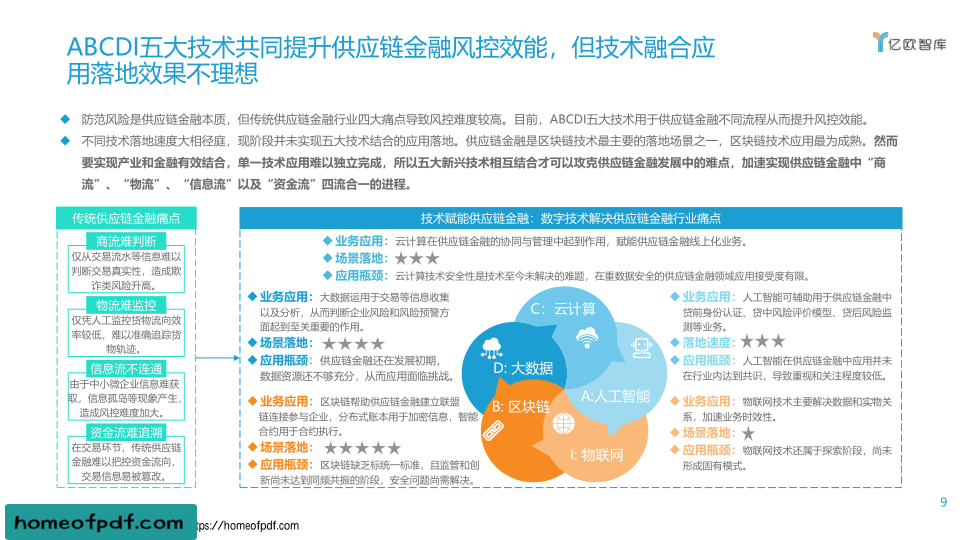 ABCDI五大技术共同提升供应链金融风控效能，但技术融合应
用落地效果不理想
亿欧智库
防范风险是供应链金融本质，但传统供应链金融行业四大痛点导致风控难度较高。目前，ABCDI五大技术用于供应链金融不同流程从而提升风控效能。
不同技术落地速度大相径庭，现阶段并未实现五大技术结合的应用落地。供应链金融是区块链技术最主要的落地场景之一，区块链技术应用最为成熟。然而
要实现产业和金融有效结合，单一技术应用难以独立完成，所以五大新兴技术相互结合才可以攻克供应链金融发展中的难点，加速实现供应链金融中“商
流”、“物流”、“信息流”以及“资金流”四流合一的进程。
传统供应链金融痛点
商流难判断
仅从交易流水等信息难以
判断交易真实性，造成欺
诈类风险升高。
物流难监控
仅凭人工监控货物流向效
率较低，难以准确追踪货
物轨迹。
信息流不连通
由于中小微企业信息难获
取，信息孤岛等现象产生，
造成风控难度加大。
资金流难追溯
在交易环节，传统供应链
金融难以把控资金流向，
交易信息易被篡改。
技术赋能供应链金融：数字技术解决供应链金融行业痛点
业务应用：云计算在供应链金融的协同与管理中起到作用，赋能供应链金融线上化业务。
场景落地：★★★
应用瓶颈：云计算技术安全性是技术至今未解决的难题，在重数据安全的供应链金融领域应用接受度有限。
业务应用：大数据运用于交易等信息收集
以及分析，从而判断企业风险和风险预警方
面起到至关重要的作用。
场景落地：★★★★
应用瓶颈：供应链金融还在发展初期，
数据资源还不够充分，从而应用面临挑战。
业务应用：区块链帮助供应链金融建立联盟
链连接参与企业，分布式账本用于加密信息，智能
合约用于合约执行。
场景落地：★★★★★
应用瓶颈：区块链缺乏统一标准，且监管和创
新尚未达到同频共振的阶段，安全问题尚需解决。
C：云计算
D: 大数据
A:人工智能
B: 区块链
I: 物联网
业务应用：人工智能可辅助用于供应链金融中
贷前身份认证、贷中风险评价模型、贷后风险监
测等业务。
落地速度：★★★
应用瓶颈：人工智能在供应链金融中应用并未
在行业内达到共识，导致重视和关注程度较低。
业务应用：物联网技术主要解决数据和实物关
系，加速业务时效性。
场景落地：★
应用瓶颈：物联网技术还属于探索阶段，尚未
形成固有模式。
9
homeofpdf.com
ttps://homeofpdf.com